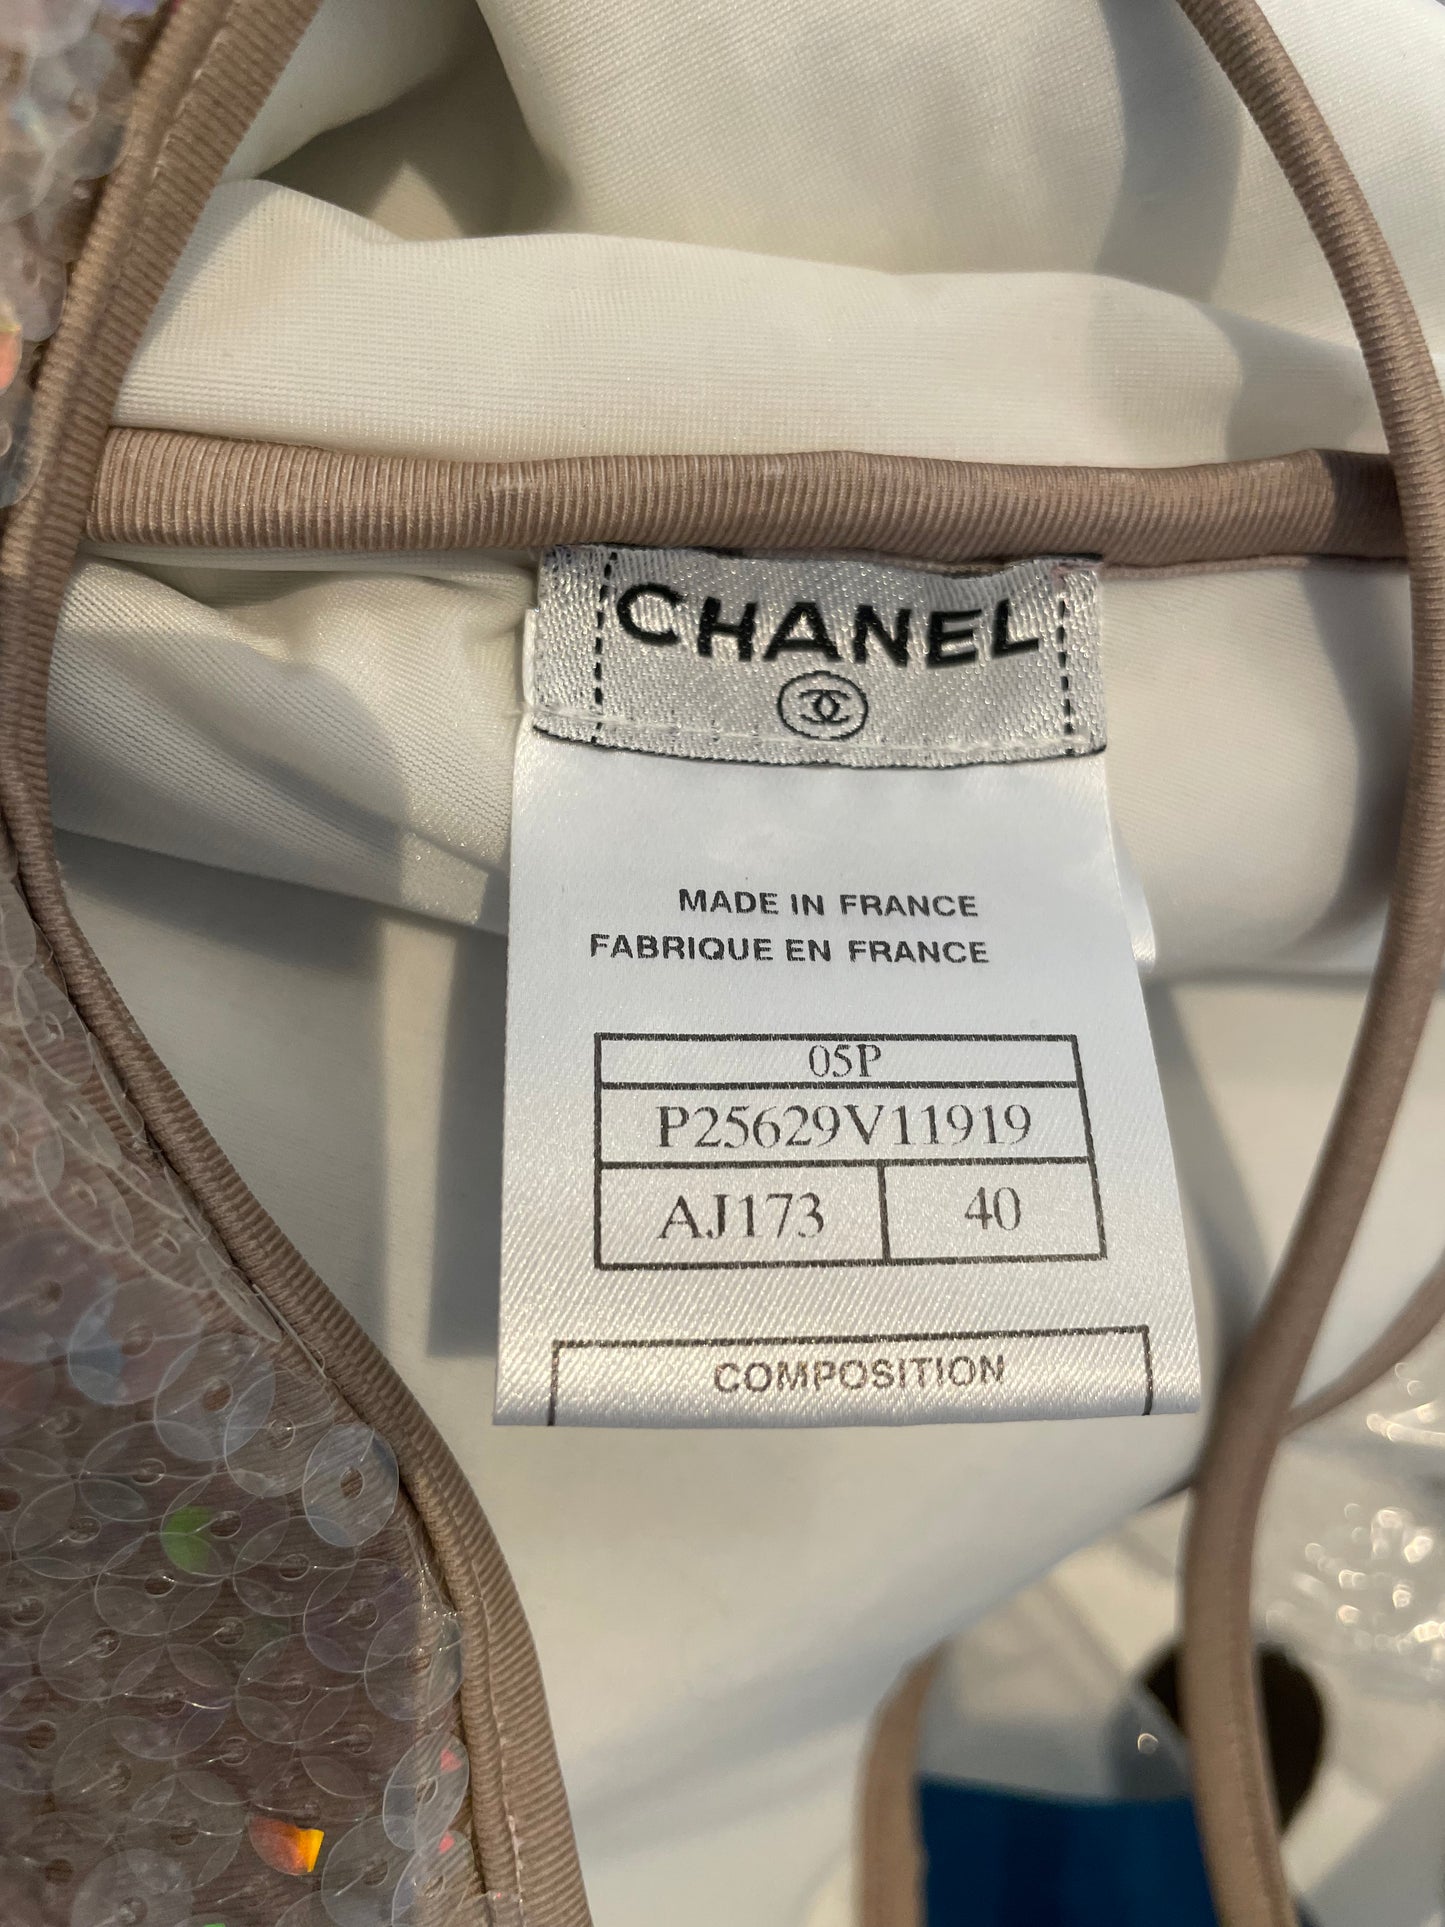 CHANEL
MADE IN FRANCE
FABRIQUE EN FRANCE
05P
P25629V11919
AJ173 40
COMPOSITION